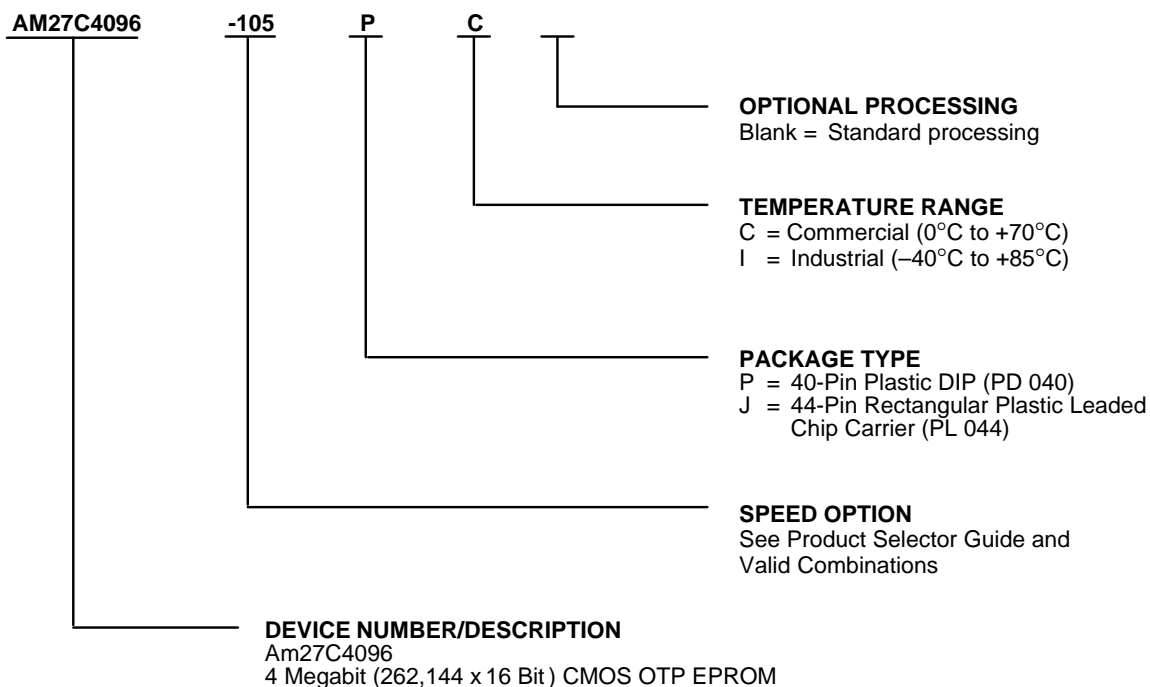 AM27C4096 -105 P C
OPTIONAL PROCESSING
Blank = Standard processing
TEMPERATURE RANGE
C = Commercial (0°C to +70°C)
I = Industrial (–40°C to +85°C)
PACKAGE TYPE
P = 40-Pin Plastic DIP (PD 040)
J = 44-Pin Rectangular Plastic Leaded
Chip Carrier (PL 044)
SPEED OPTION
See Product Selector Guide and
Valid Combinations
DEVICE NUMBER/DESCRIPTION
Am27C4096
4 Megabit (262,144 x 16 Bit) CMOS OTP EPROM